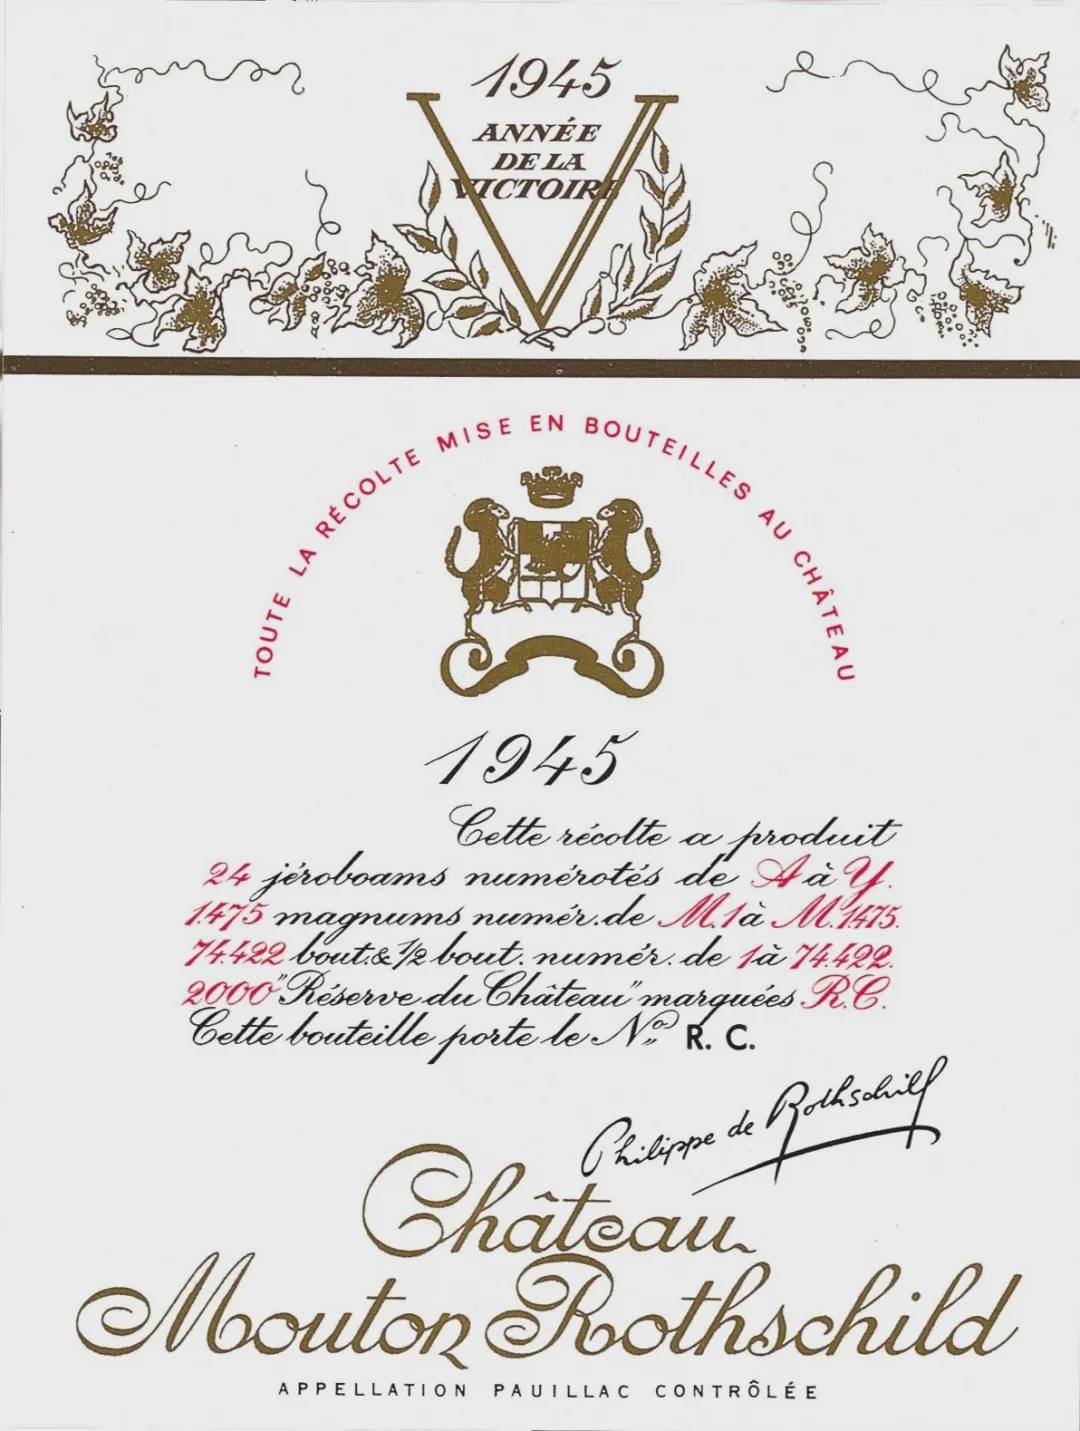 1945
ANNÉE
DE LA
VICTOIRE
TOUTE LA RÉCOLTE MISE EN BOUTEILLES AU CHÂTEAU
1945
Cette récolte a produit
24 jéroboams numérotés de A à Y.
1.475 magnums numér. de M.1 à M.1475.
74.422 bout. & 1/2 bout. numér. de 1 à 74.422.
2000 "Réserve du Château" marquées R.C.
Cette bouteille porte le Nº R. C.
Philippe de Rothschild
Château
Mouton Rothschild
APPELLATION PAUILLAC CONTRÔLÉE